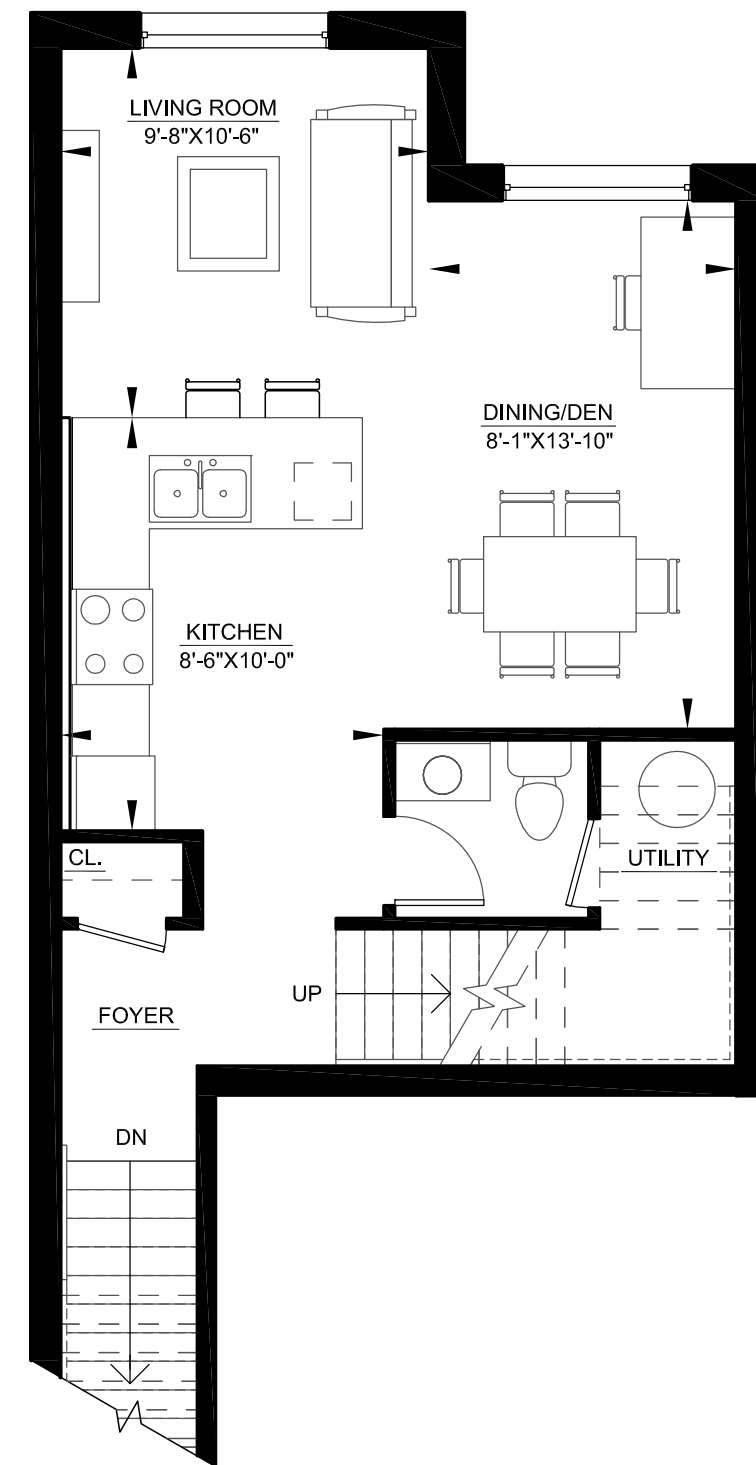 LIVING ROOM
9'-8"X10'-6"
DINING/DEN
8'-1"X13'-10"
KITCHEN
8'-6"X10'-0"
CL.
UTILITY
UP
FOYER
DN